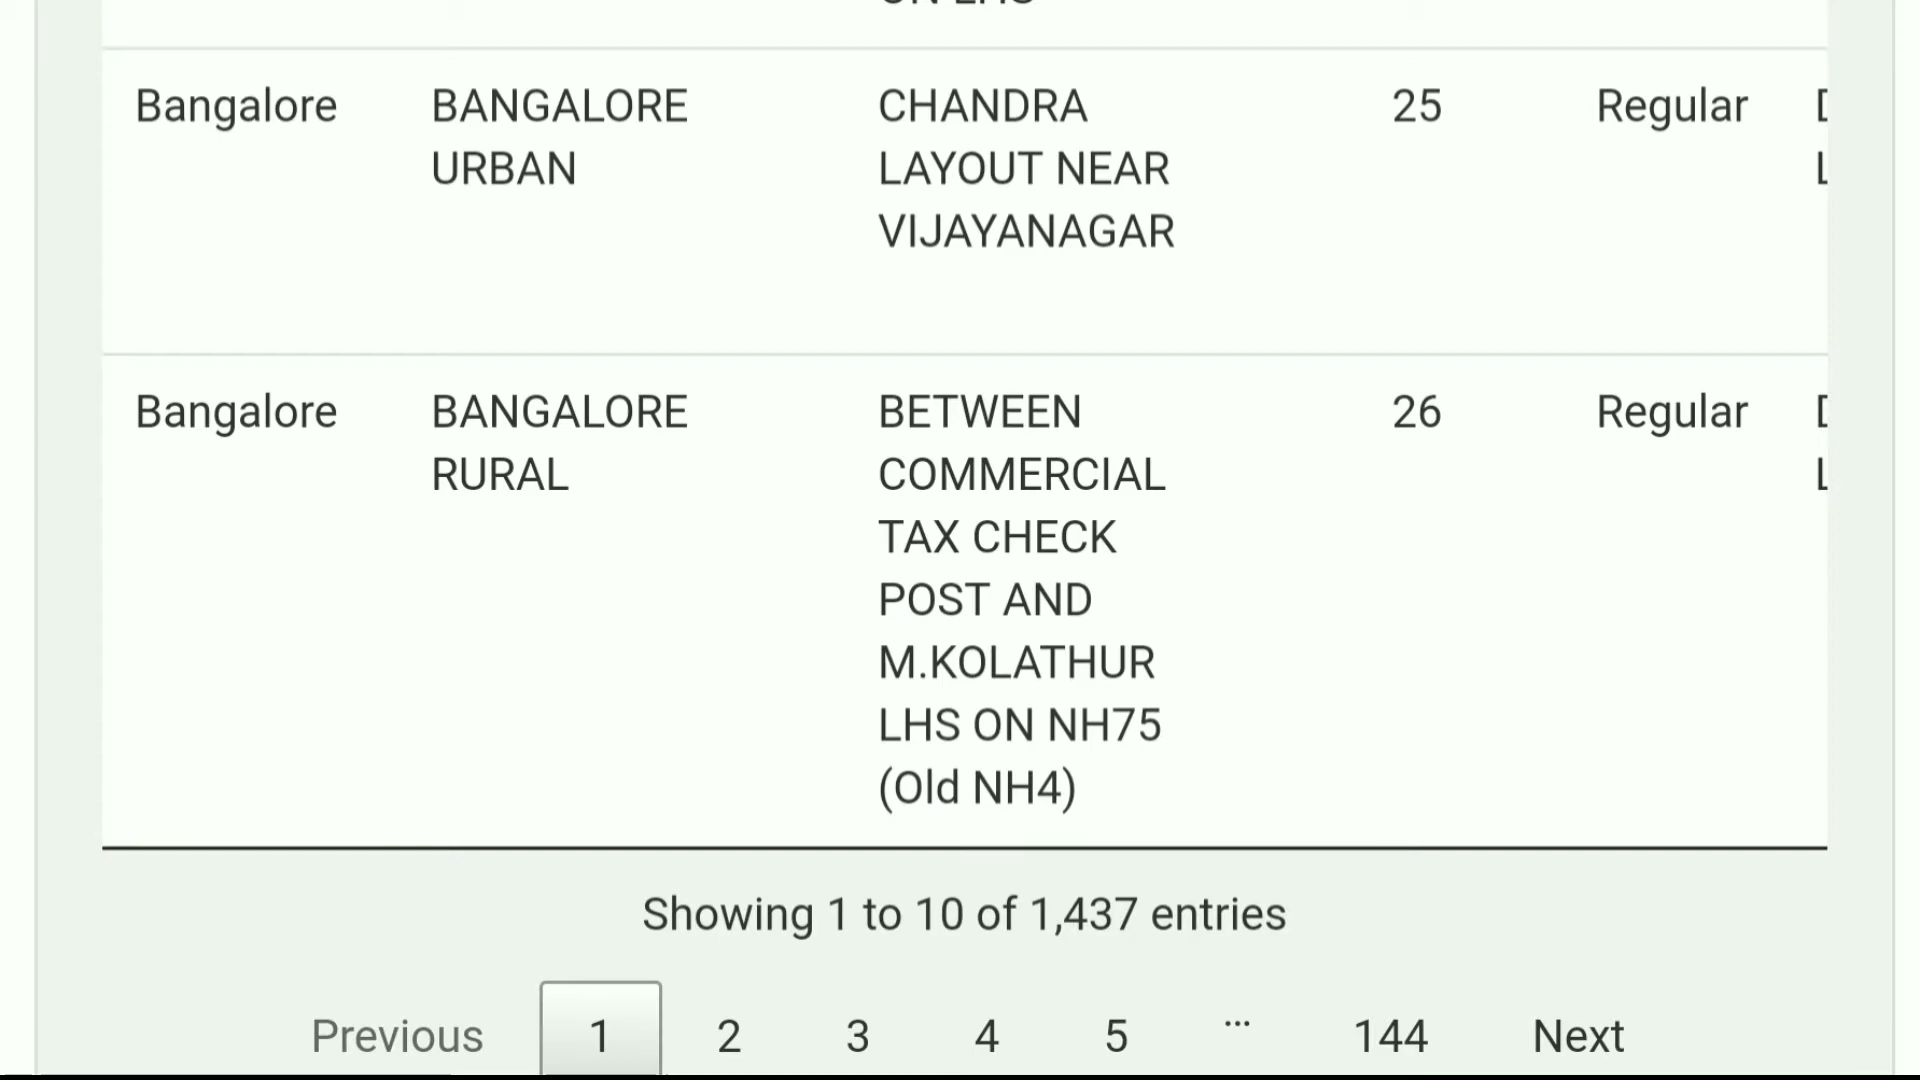 Bangalore BANGALORE CHANDRA 25 Regular
URBAN LAYOUT NEAR
VIJAYANAGAR
Bangalore BANGALORE BETWEEN 26 Regular
RURAL COMMERCIAL
TAX CHECK
POST AND
M.KOLATHUR
LHS ON NH75
(Old NH4)
Showing 1 to 10 of 1,437 entries
Previous 1 2 3 4 5 ... 144 Next